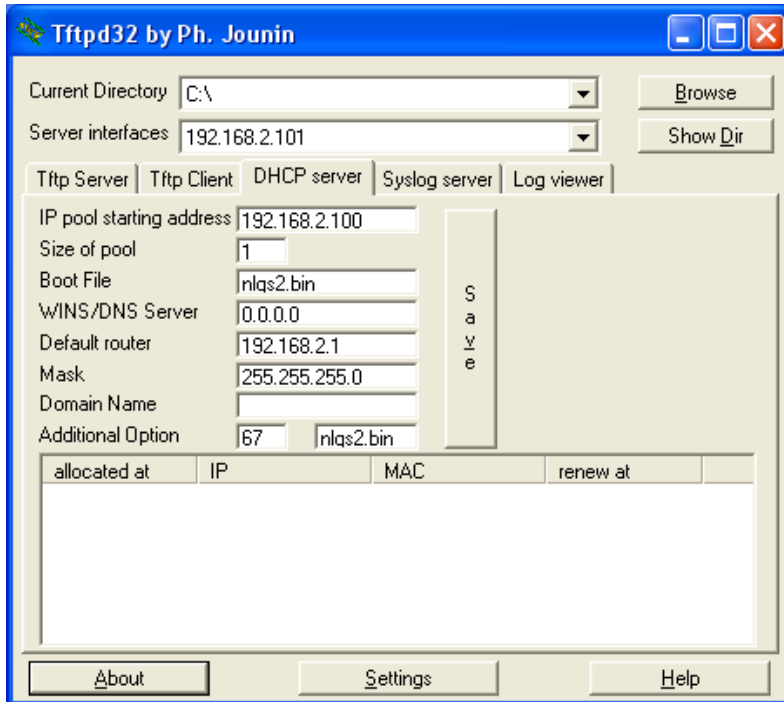 Tftpd32 by Ph. Jounin
Current Directory C:\ Browse
Server interfaces 192.168.2.101 Show Dir
Tftp Server Tftp Client DHCP server Syslog server Log viewer
IP pool starting address 192.168.2.100
Size of pool 1
Boot File nlgs2.bin
WINS/DNS Server 0.0.0.0
Default router 192.168.2.1
Mask 255.255.255.0
Domain Name
Additional Option 67 nlgs2.bin
Save
allocated at IP MAC renew at
About Settings Help